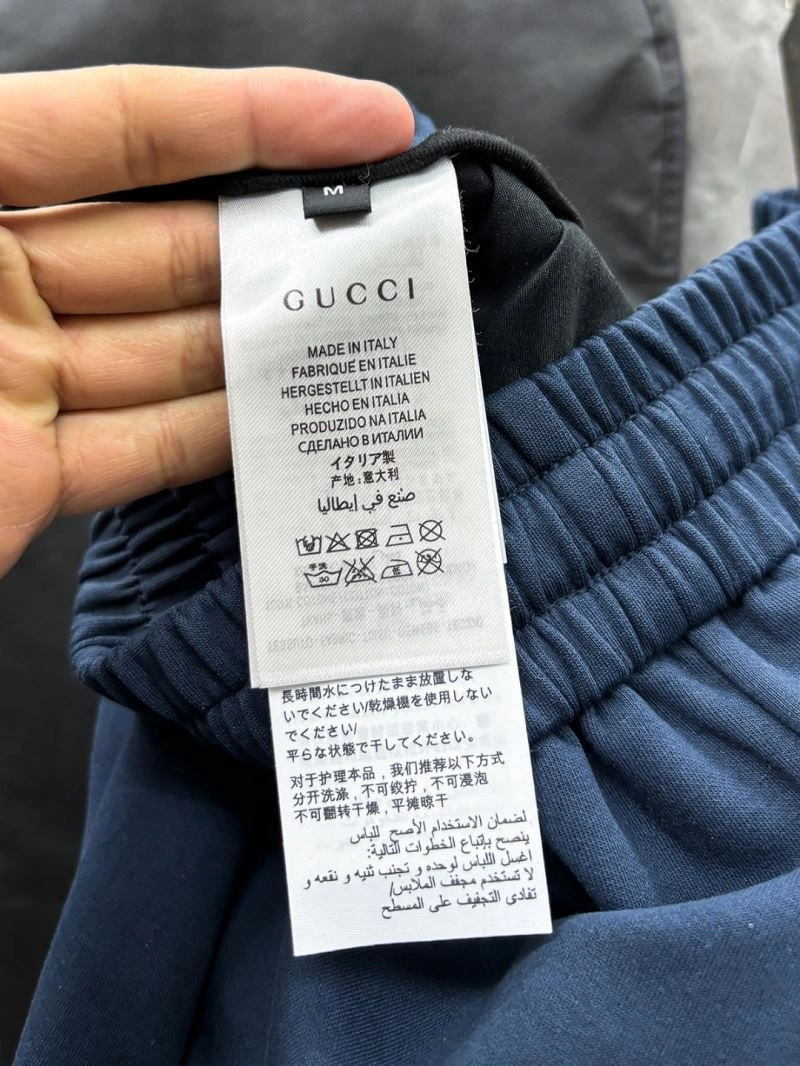 M
GUCCI
MADE IN ITALY
FABRIQUÉ EN ITALIE
HERGESTELLT IN ITALIEN
HECHO EN ITALIA
PRODUZIDO NA ITALIA
СДЕЛАНО В ИТАЛИИ
イタリア製
产地:意大利
صنع في إيطاليا
手洗
30
長時間水につけたまま放置しな
いでください/乾燥機を使用しない
でください/
平らな状態で干してください。
对于护理本品，我们推荐以下方式
分开洗涤，不可绞拧，不可浸泡
不可翻转干燥，平摊晾干
لضمان الاستخدام الأصح للباس
ينصح بإتباع الخطوات التالية:
اغسل اللباس لوحده و تجنب ثنيه و نقعه و
لا تستخدم مجفف الملابس/
تفادى التجفيف على المسطح